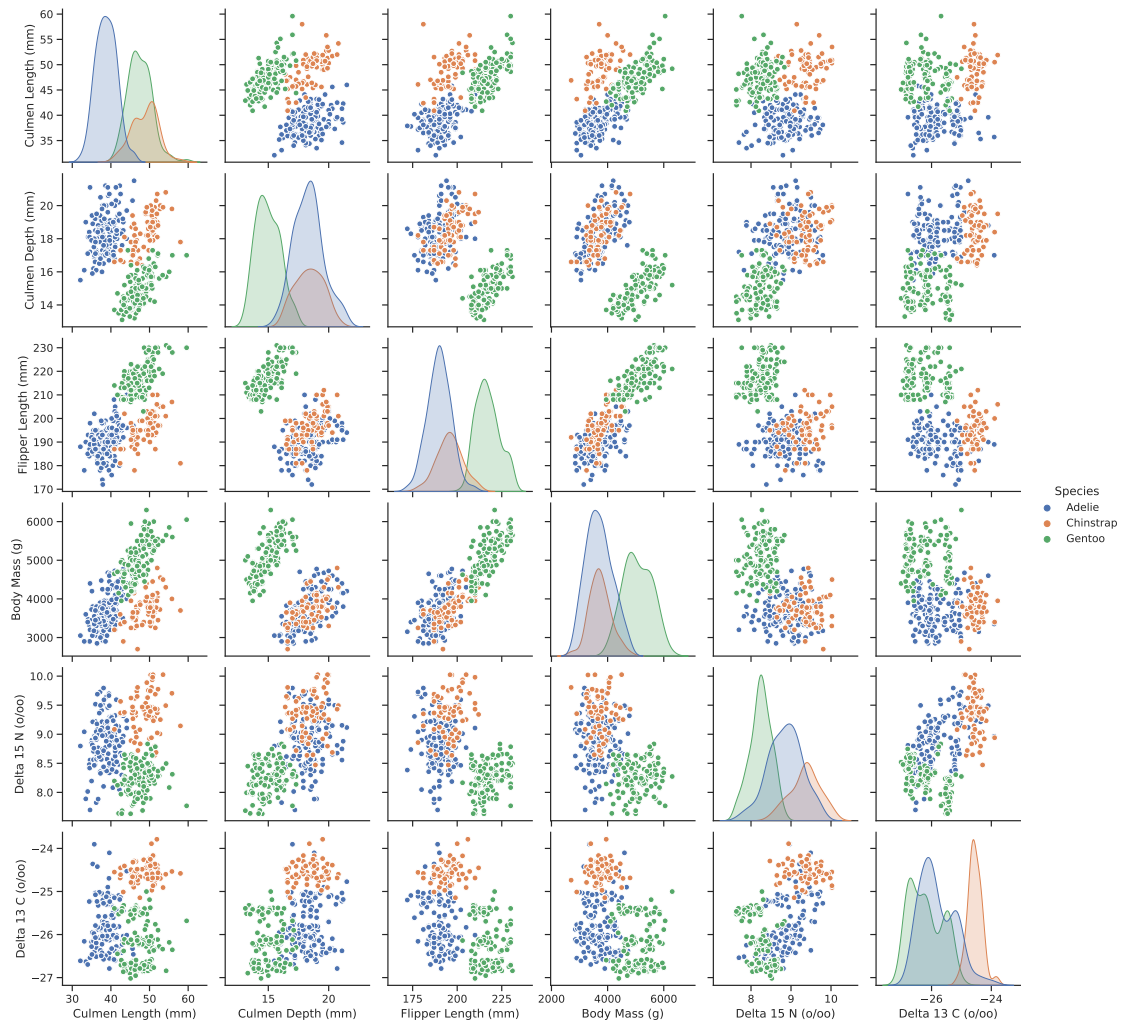 60
55
50
45
40
35
Culmen Length (mm)
20
18
16
14
Culmen Depth (mm)
230
220
210
200
190
180
170
Flipper Length (mm)
Species
Adelie
Chinstrap
Gentoo
6000
5000
4000
3000
Body Mass (g)
10.0
9.5
9.0
8.5
8.0
Delta 15 N (o/oo)
−24
−25
−26
−27
Delta 13 C (o/oo)
30 40 50 60 15 20 175 200 225 2000 4000 6000 8 9 10 −26 −24
Culmen Length (mm) Culmen Depth (mm) Flipper Length (mm) Body Mass (g) Delta 15 N (o/oo) Delta 13 C (o/oo)